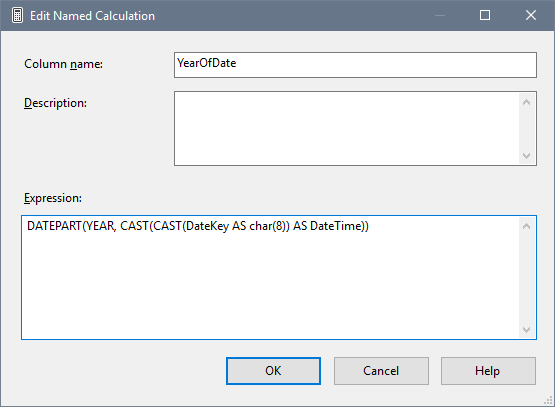 Edit Named Calculation
Column name:
YearOfDate
Description:
Expression:
DATEPART(YEAR, CAST(CAST(DateKey AS char(8)) AS DateTime))
OK
Cancel
Help